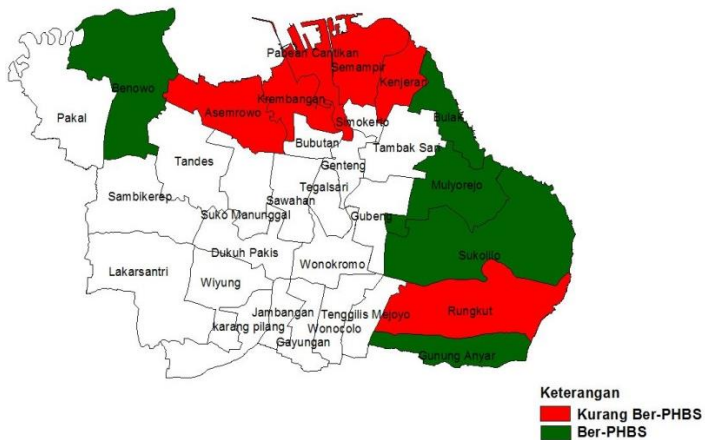 Pabean Cantikan
Semampir
Benowo
Kenjeran
Krembangan
Pakal
Asemrowo
Simokerto
Bulak
Bubutan
Tambak Sari
Tandes
Genteng
Mulyorejo
Sambikerep
Tegalsari
Sawahan
Suko Manunggal
Gubeng
Dukuh Pakis
Sukolilo
Lakarsantri
Wiyung
Wonokromo
Jambangan
Tenggilis Mejoyo
Rungkut
karang pilang
Wonocolo
Gayungan
Gunung Anyar
Keterangan
Kurang Ber-PHBS
Ber-PHBS